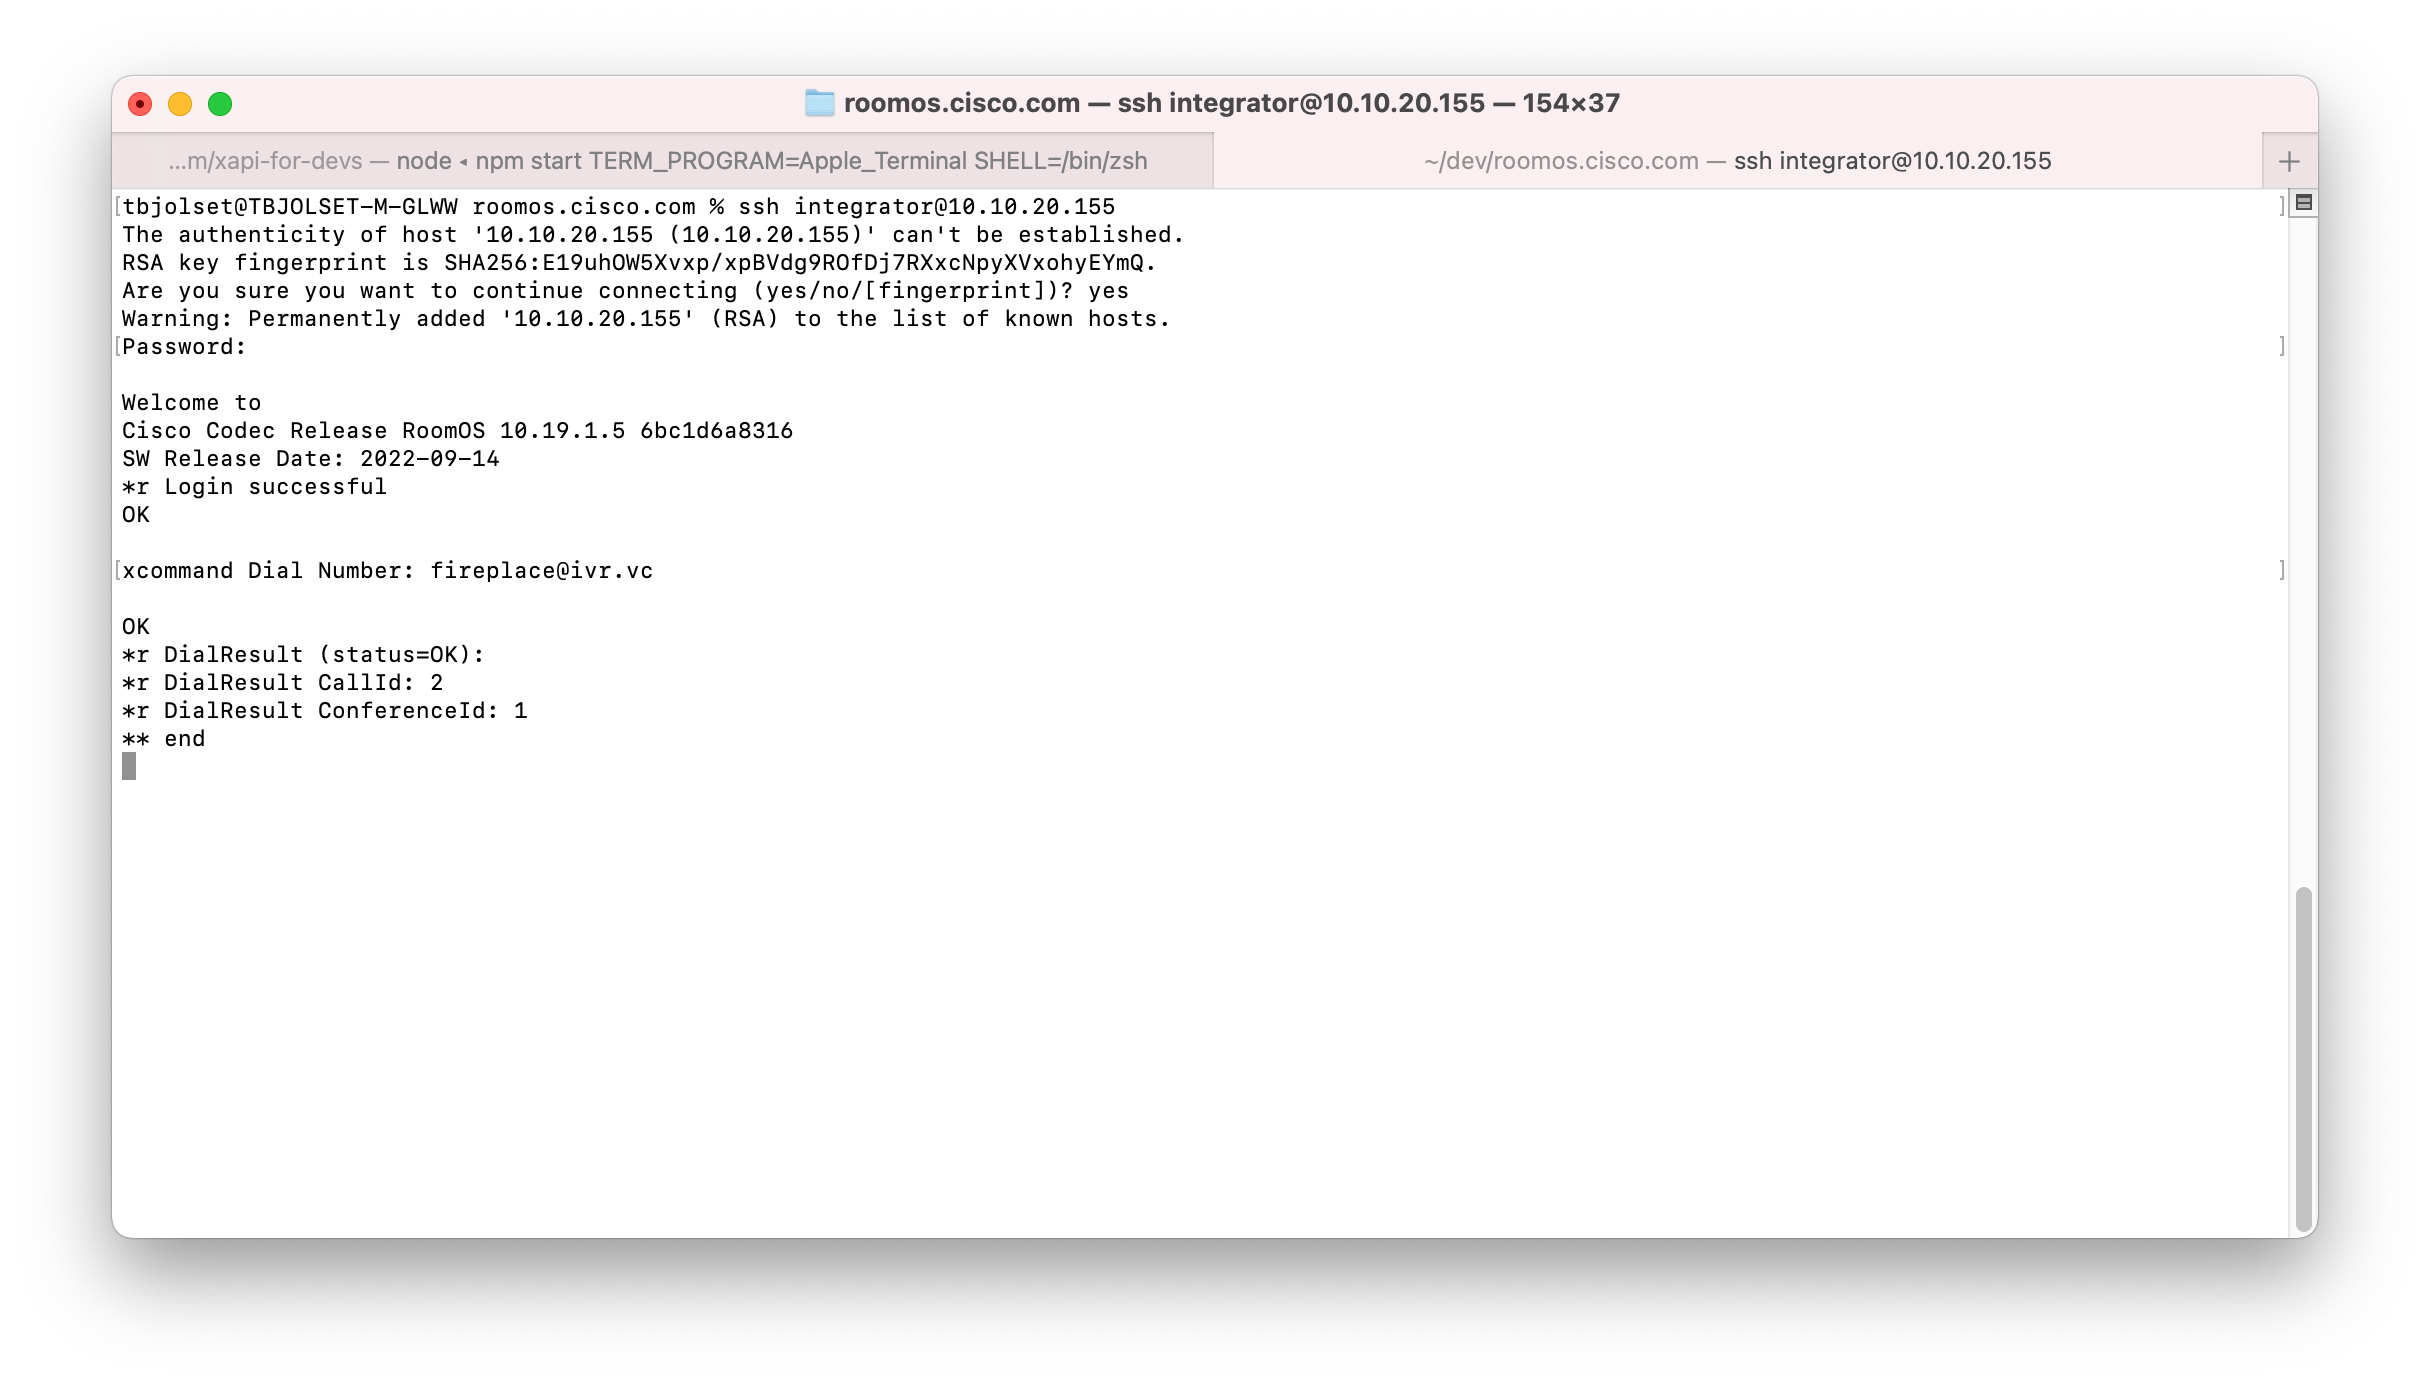 roomos.cisco.com — ssh integrator@10.10.20.155 — 154×37
...m/xapi-for-devs — node ◂ npm start TERM_PROGRAM=Apple_Terminal SHELL=/bin/zsh
~/dev/roomos.cisco.com — ssh integrator@10.10.20.155
[tbjolset@TBJOLSET-M-GLWW roomos.cisco.com % ssh integrator@10.10.20.155 ]
The authenticity of host '10.10.20.155 (10.10.20.155)' can't be established.
RSA key fingerprint is SHA256:E19uhOW5Xvxp/xpBVdg9ROfDj7RXxcNpyXVxohyEYmQ.
Are you sure you want to continue connecting (yes/no/[fingerprint])? yes
Warning: Permanently added '10.10.20.155' (RSA) to the list of known hosts.
[Password: ]
Welcome to
Cisco Codec Release RoomOS 10.19.1.5 6bc1d6a8316
SW Release Date: 2022-09-14
*r Login successful
OK
[xcommand Dial Number: fireplace@ivr.vc ]
OK
*r DialResult (status=OK):
*r DialResult CallId: 2
*r DialResult ConferenceId: 1
** end